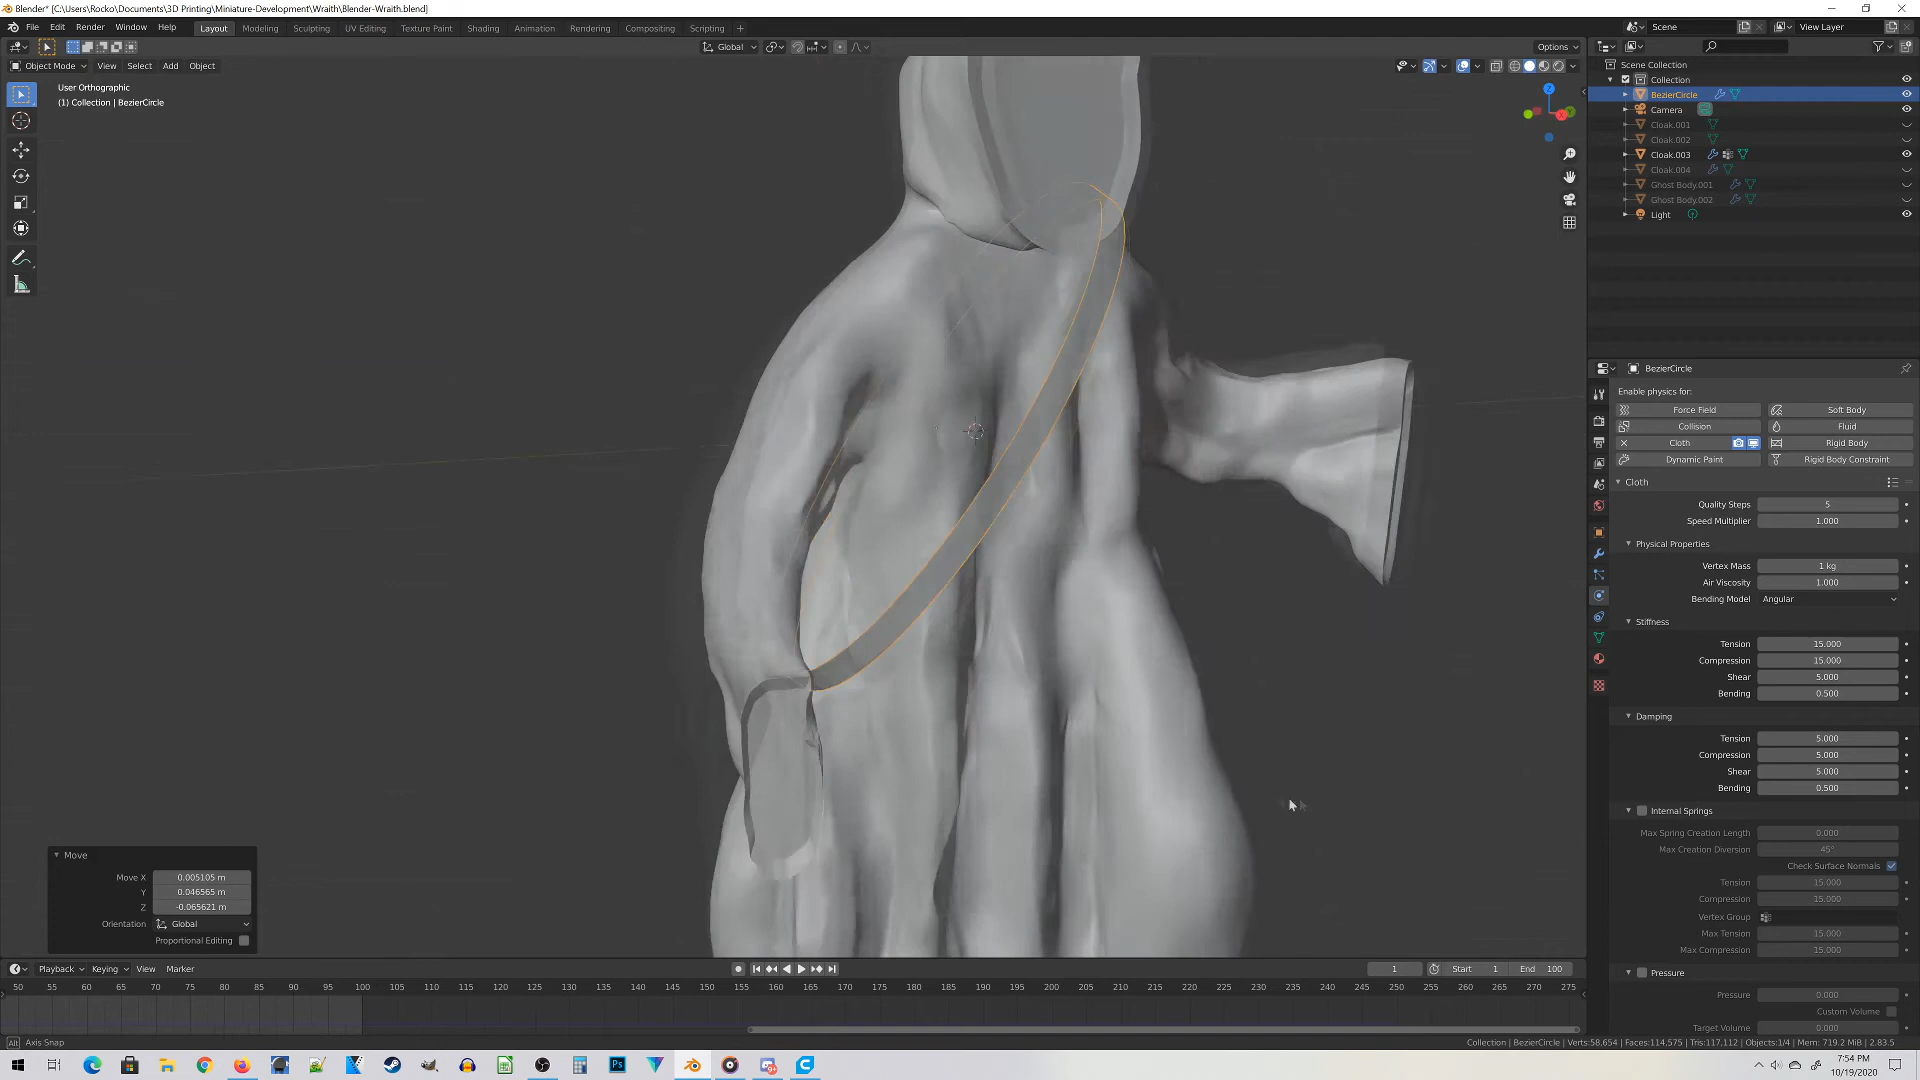 Blender* [C:\Users\Rocko\Documents\3D Printing\Miniature-Development\Wraith\Blender-Wraith.blend]
File Edit Render Window Help Layout Modeling Sculpting UV Editing Texture Paint Shading Animation Rendering Compositing Scripting + Scene View Layer
Global Options
Object Mode View Select Add Object
User Orthographic
(1) Collection | BezierCircle
Z
Scene Collection
Collection
BezierCircle
Camera
Cloak.001
Cloak.002
Cloak.003
Cloak.004
Ghost Body.001
Ghost Body.002
Light
BezierCircle
Enable physics for:
Force Field Soft Body
Collision Fluid
Cloth Rigid Body
Dynamic Paint Rigid Body Constraint
Cloth
Quality Steps 5
Speed Multiplier 1.000
Physical Properties
Vertex Mass 1 kg
Air Viscosity 1.000
Bending Model Angular
Stiffness
Tension 15.000
Compression 15.000
Shear 5.000
Bending 0.500
Damping
Tension 5.000
Compression 5.000
Shear 5.000
Bending 0.500
Internal Springs
Max Spring Creation Length 0.000
Max Creation Diversion 45°
Check Surface Normals
Tension 15.000
Compression 15.000
Vertex Group
Max Tension 15.000
Max Compression 15.000
Pressure
Pressure 0.000
Custom Volume
Target Volume 0.000
Move
Move X 0.005105 m
Y 0.046565 m
Z -0.065621 m
Orientation Global
Proportional Editing
Playback Keying View Marker 1 Start 1 End 100
50 55 60 65 70 75 80 85 90 95 100 105 110 115 120 125 130 135 140 145 150 155 160 165 170 175 180 185 190 195 200 205 210 215 220 225 230 235 240 245 250 255 260 265 270 275
Alt Axis Snap Collection | BezierCircle | Verts:58,654 | Faces:114,575 | Tris:117,112 | Objects:1/4 | Mem: 719.2 MiB | 2.83.5
7:54 PM
10/19/2020